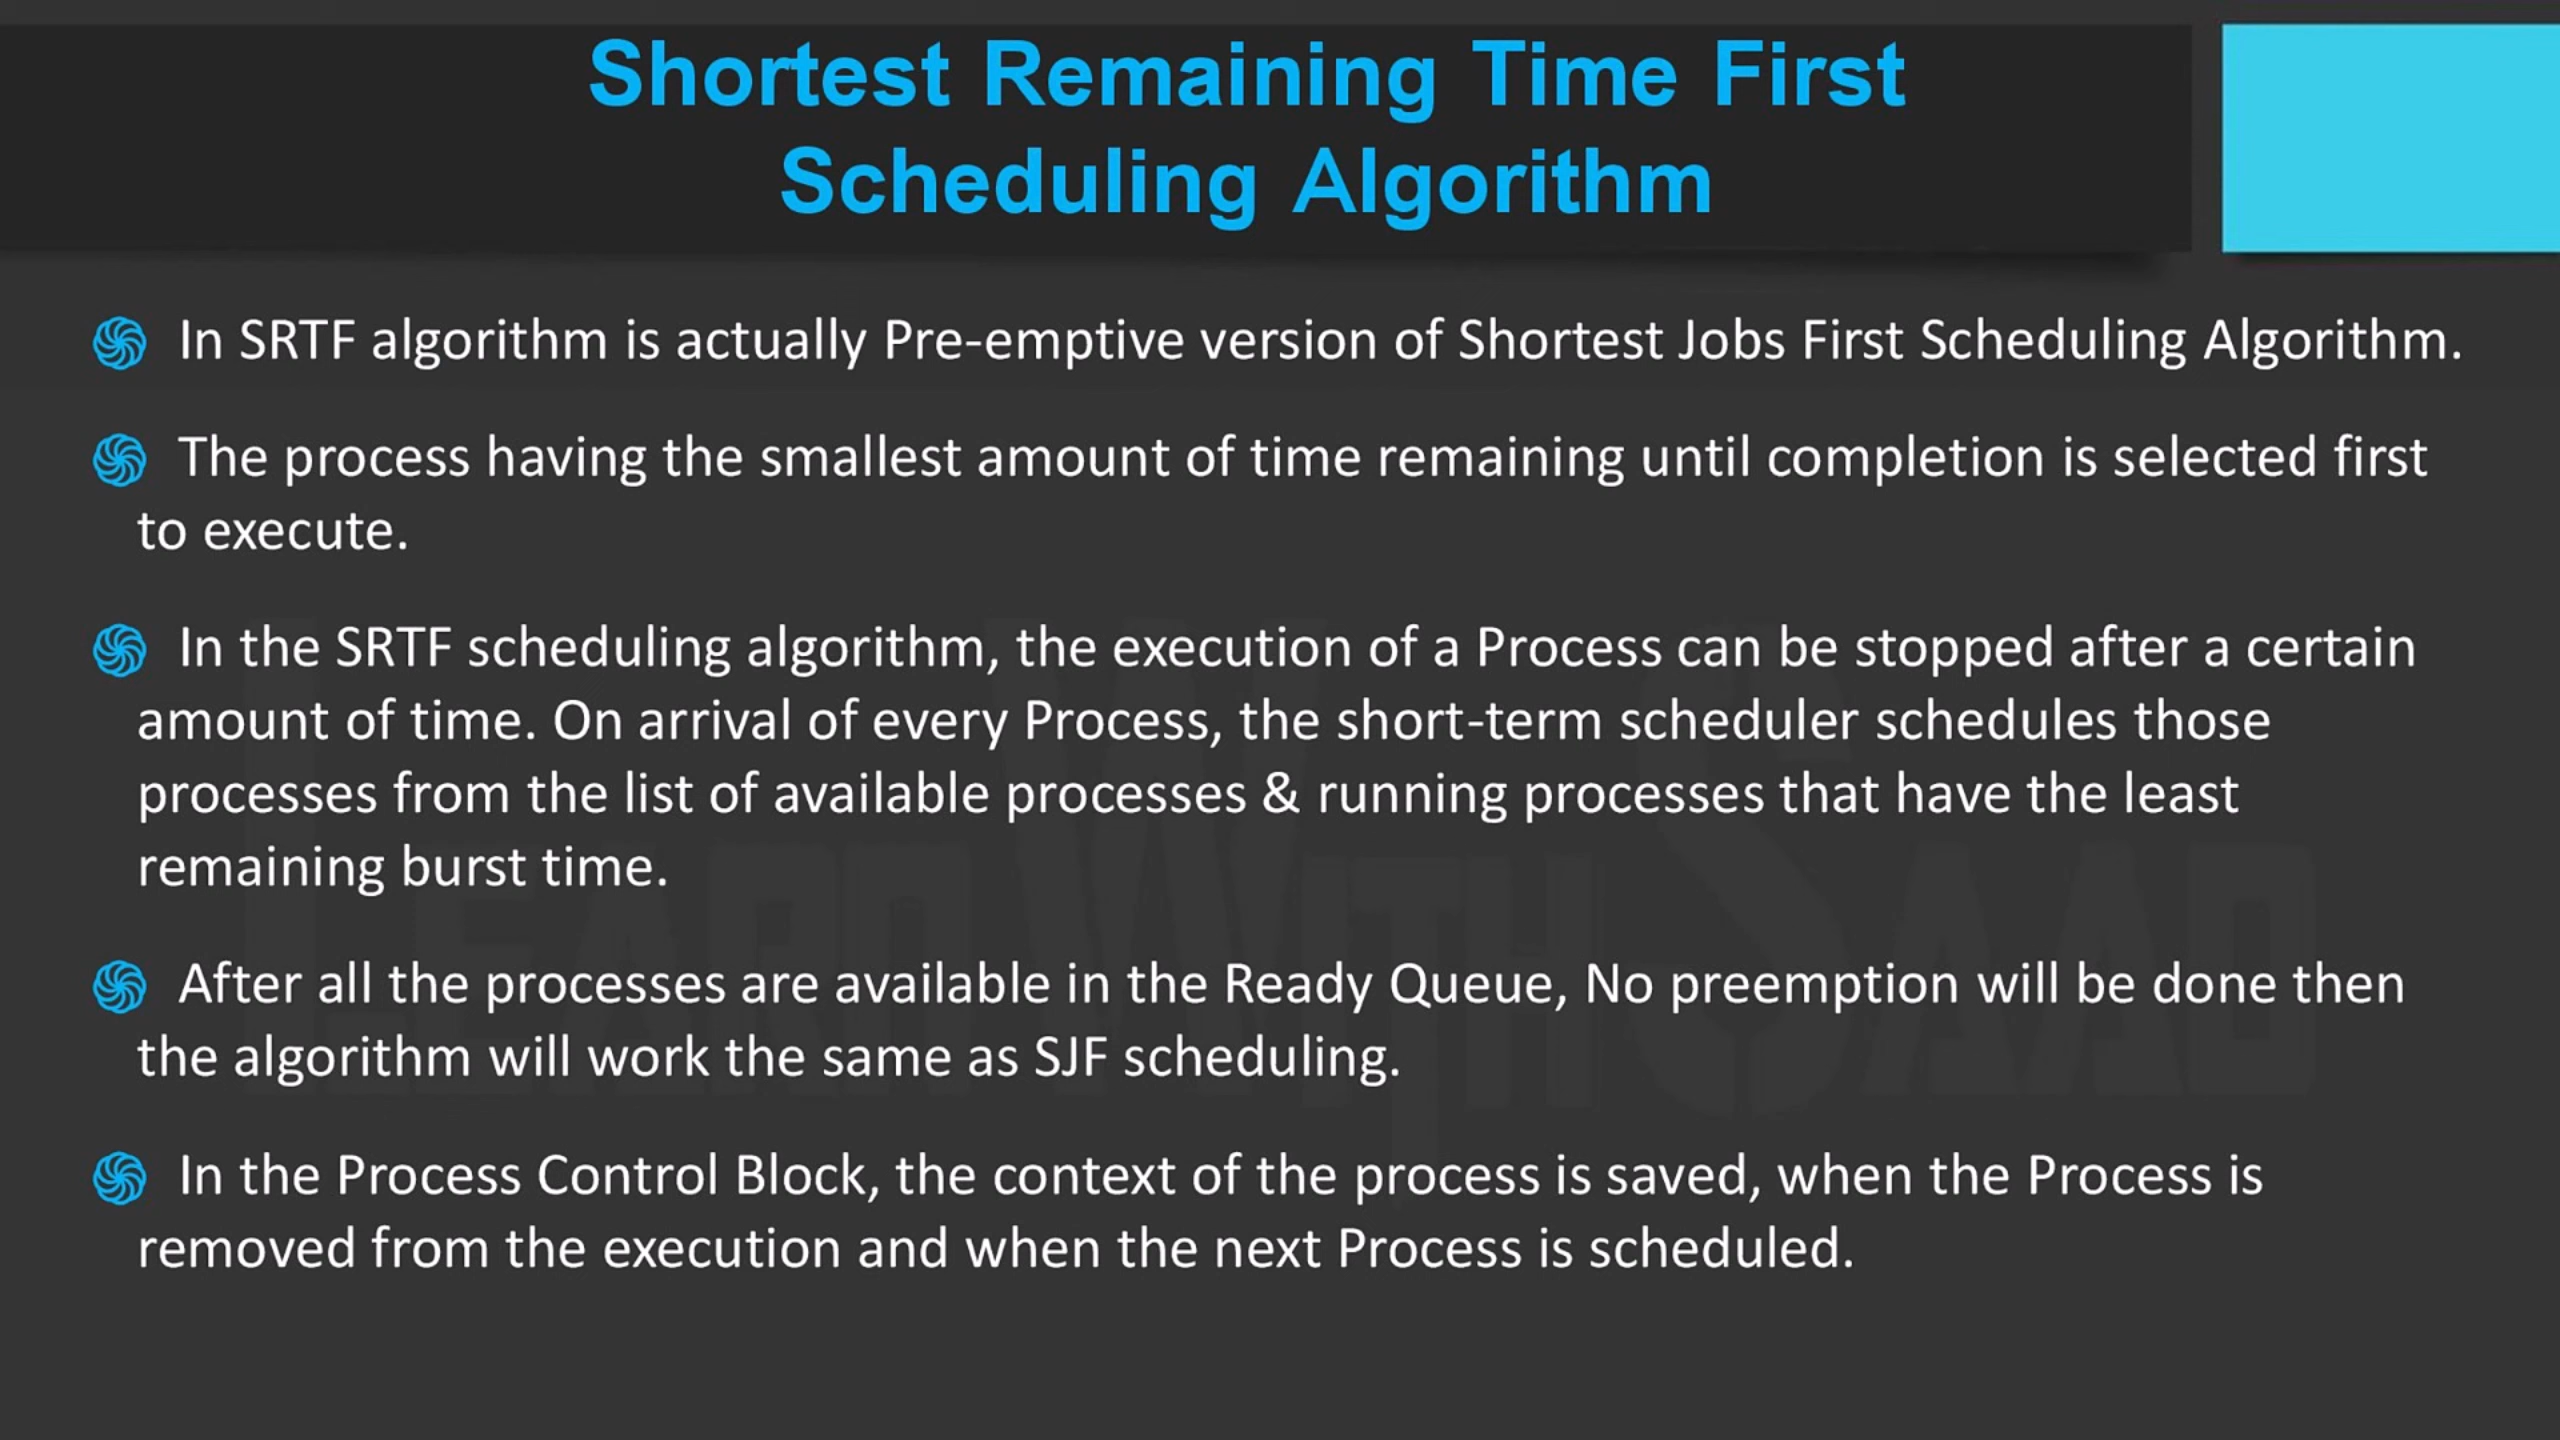 Shortest Remaining Time First
Scheduling Algorithm
In SRTF algorithm is actually Pre-emptive version of Shortest Jobs First Scheduling Algorithm.
The process having the smallest amount of time remaining until completion is selected first
to execute.
In the SRTF scheduling algorithm, the execution of a Process can be stopped after a certain
amount of time. On arrival of every Process, the short-term scheduler schedules those
processes from the list of available processes & running processes that have the least
remaining burst time.
After all the processes are available in the Ready Queue, No preemption will be done then
the algorithm will work the same as SJF scheduling.
In the Process Control Block, the context of the process is saved, when the Process is
removed from the execution and when the next Process is scheduled.
Learn With Saad